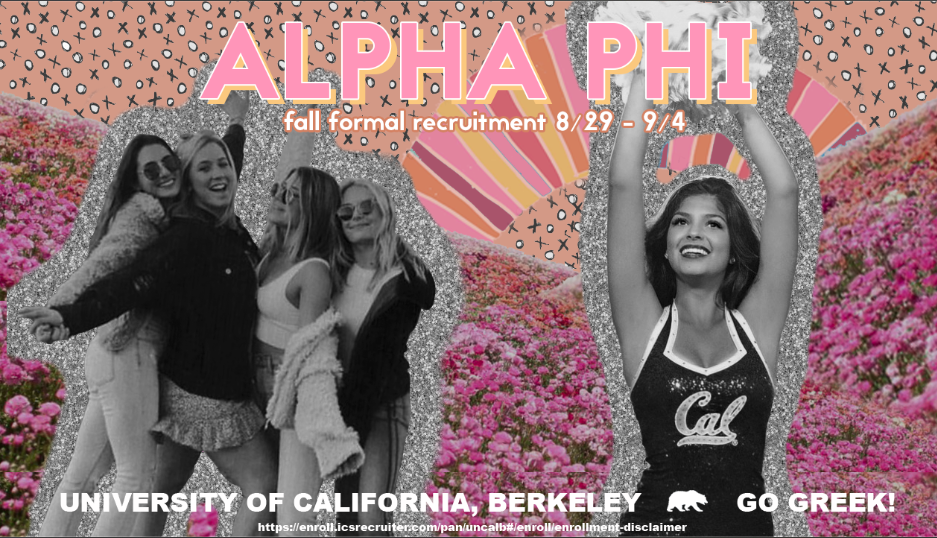 ALPHA PHI
fall formal recruitment 8/29 - 9/4
Cal
UNIVERSITY OF CALIFORNIA, BERKELEY GO GREEK!
https://enroll.icsrecruiter.com/pan/uncalb#/enroll/enrollment-disclaimer